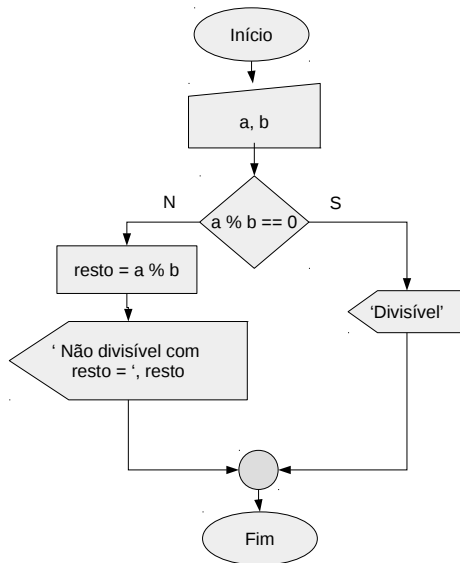 Início
a, b
N
S
a % b == 0
resto = a % b
‘Divisível’
‘ Não divisível com
resto = ‘, resto
Fim